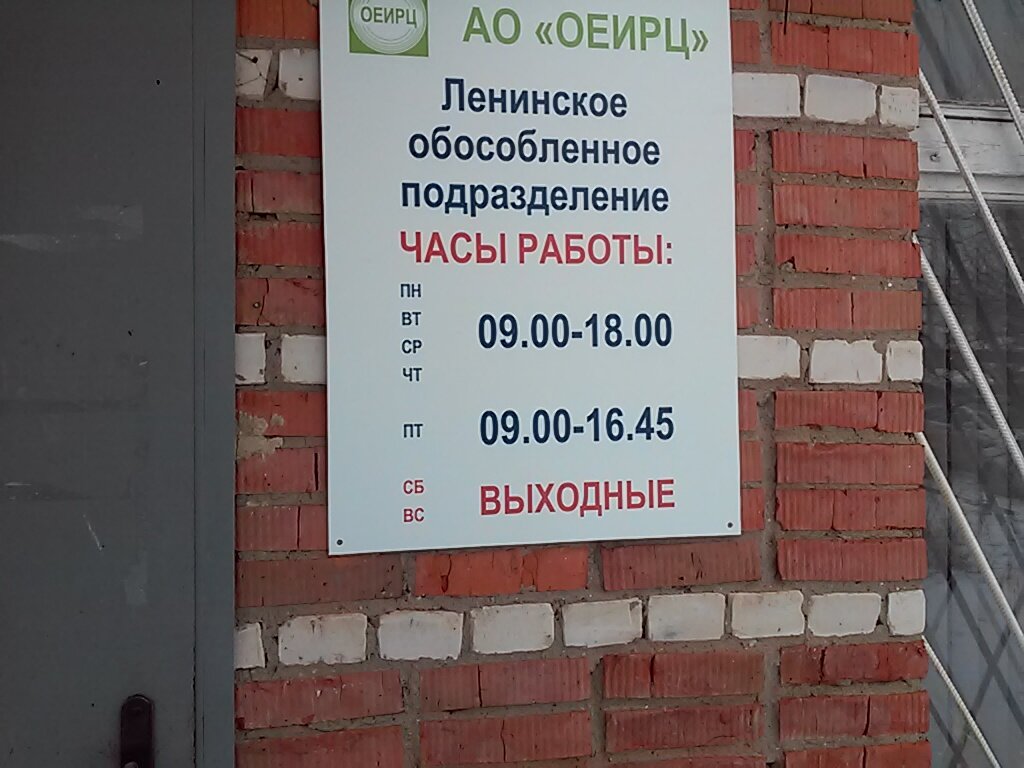 ОЕИРЦ
АО «ОЕИРЦ»
Ленинское
обособленное
подразделение
ЧАСЫ РАБОТЫ:
ПН
ВТ
СР
ЧТ
09.00-18.00
ПТ 09.00-16.45
СБ
ВС
ВЫХОДНЫЕ